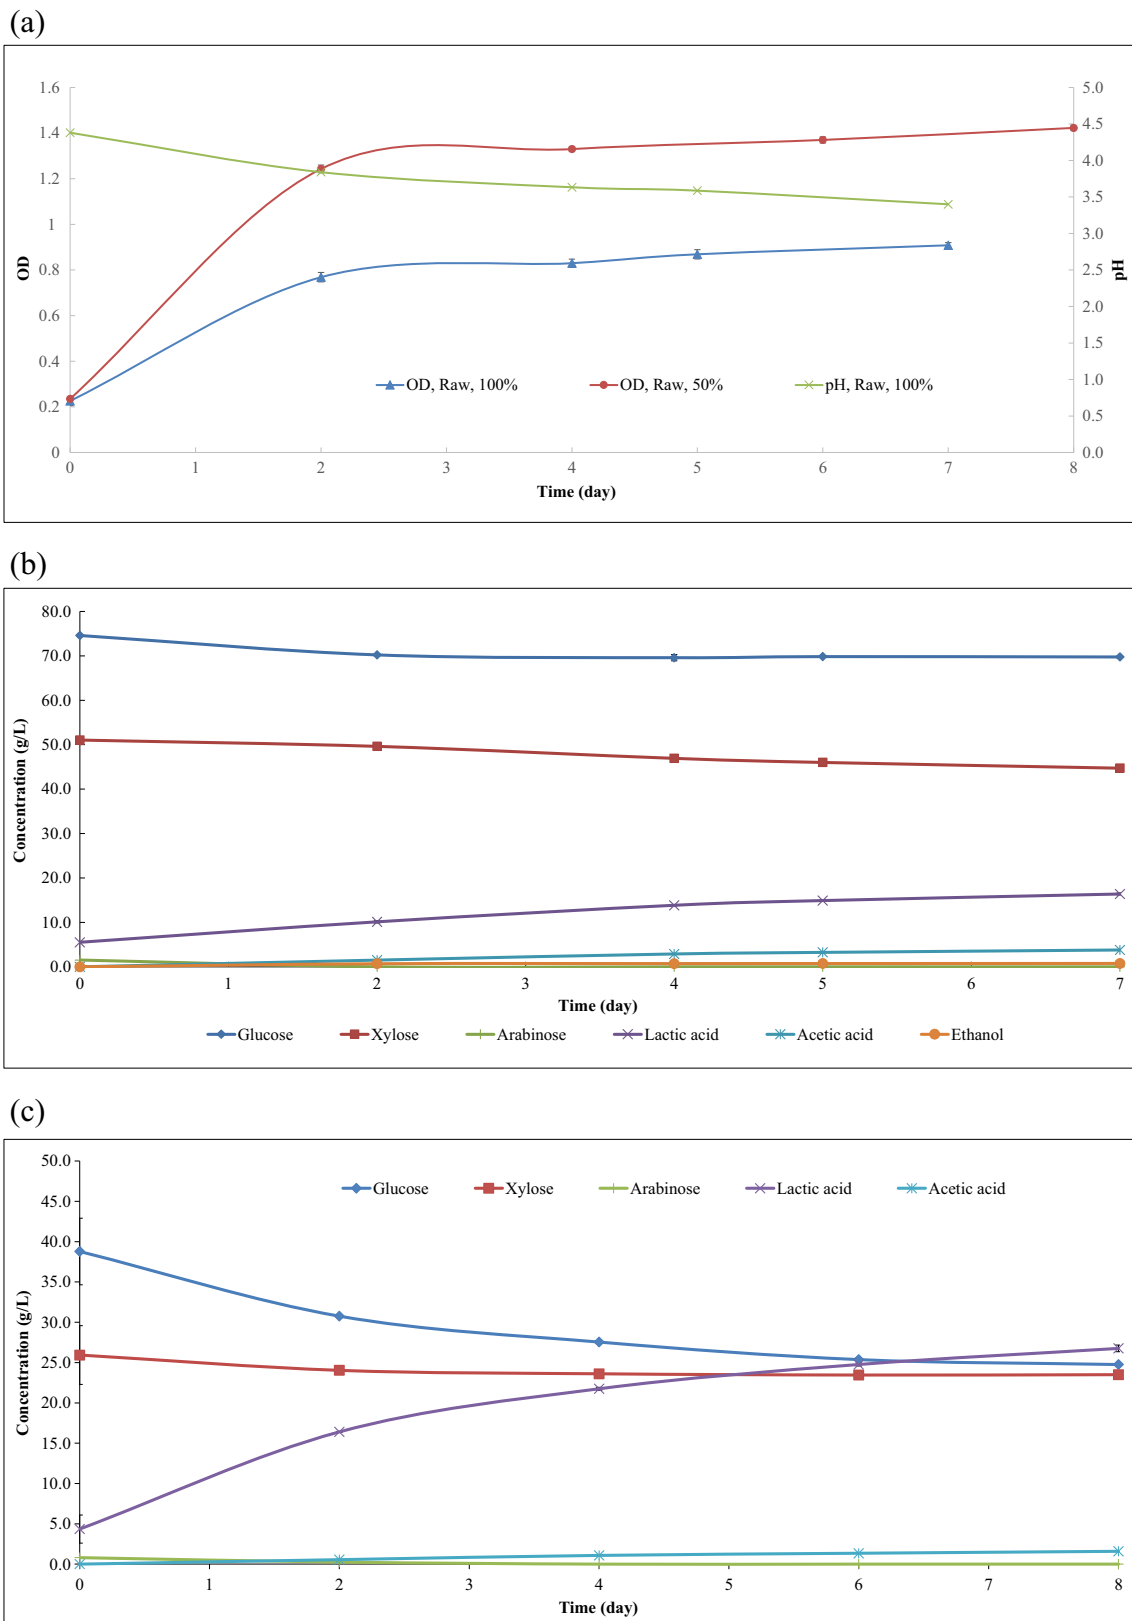 (a)
1.6
1.4
1.2
1
0.8
0.6
0.4
0.2
0
OD
5.0
4.5
4.0
3.5
3.0
2.5
2.0
1.5
1.0
0.5
0.0
pH
OD, Raw, 100% OD, Raw, 50% pH, Raw, 100%
0 1 2 3 4 5 6 7 8
Time (day)
(b)
80.0
70.0
60.0
50.0
40.0
30.0
20.0
10.0
0.0
Concentration (g/L)
0 1 2 3 4 5 6 7
Time (day)
Glucose Xylose Arabinose Lactic acid Acetic acid Ethanol
(c)
50.0
45.0
40.0
35.0
30.0
25.0
20.0
15.0
10.0
5.0
0.0
Concentration (g/L)
Glucose Xylose Arabinose Lactic acid Acetic acid
0 1 2 3 4 5 6 7 8
Time (day)